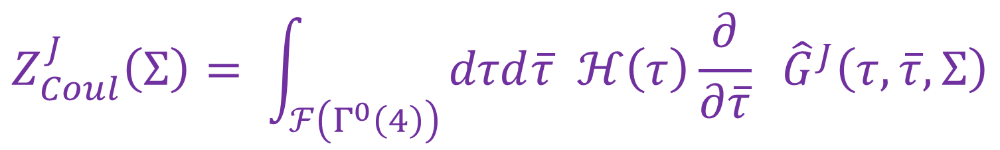 Z^J_{Coul}(Σ) = ∫_{ℱ(Γ^0(4))} dτdτ̄ ℋ(τ) ∂/∂τ̄ Ĝ^J(τ, τ̄, Σ)